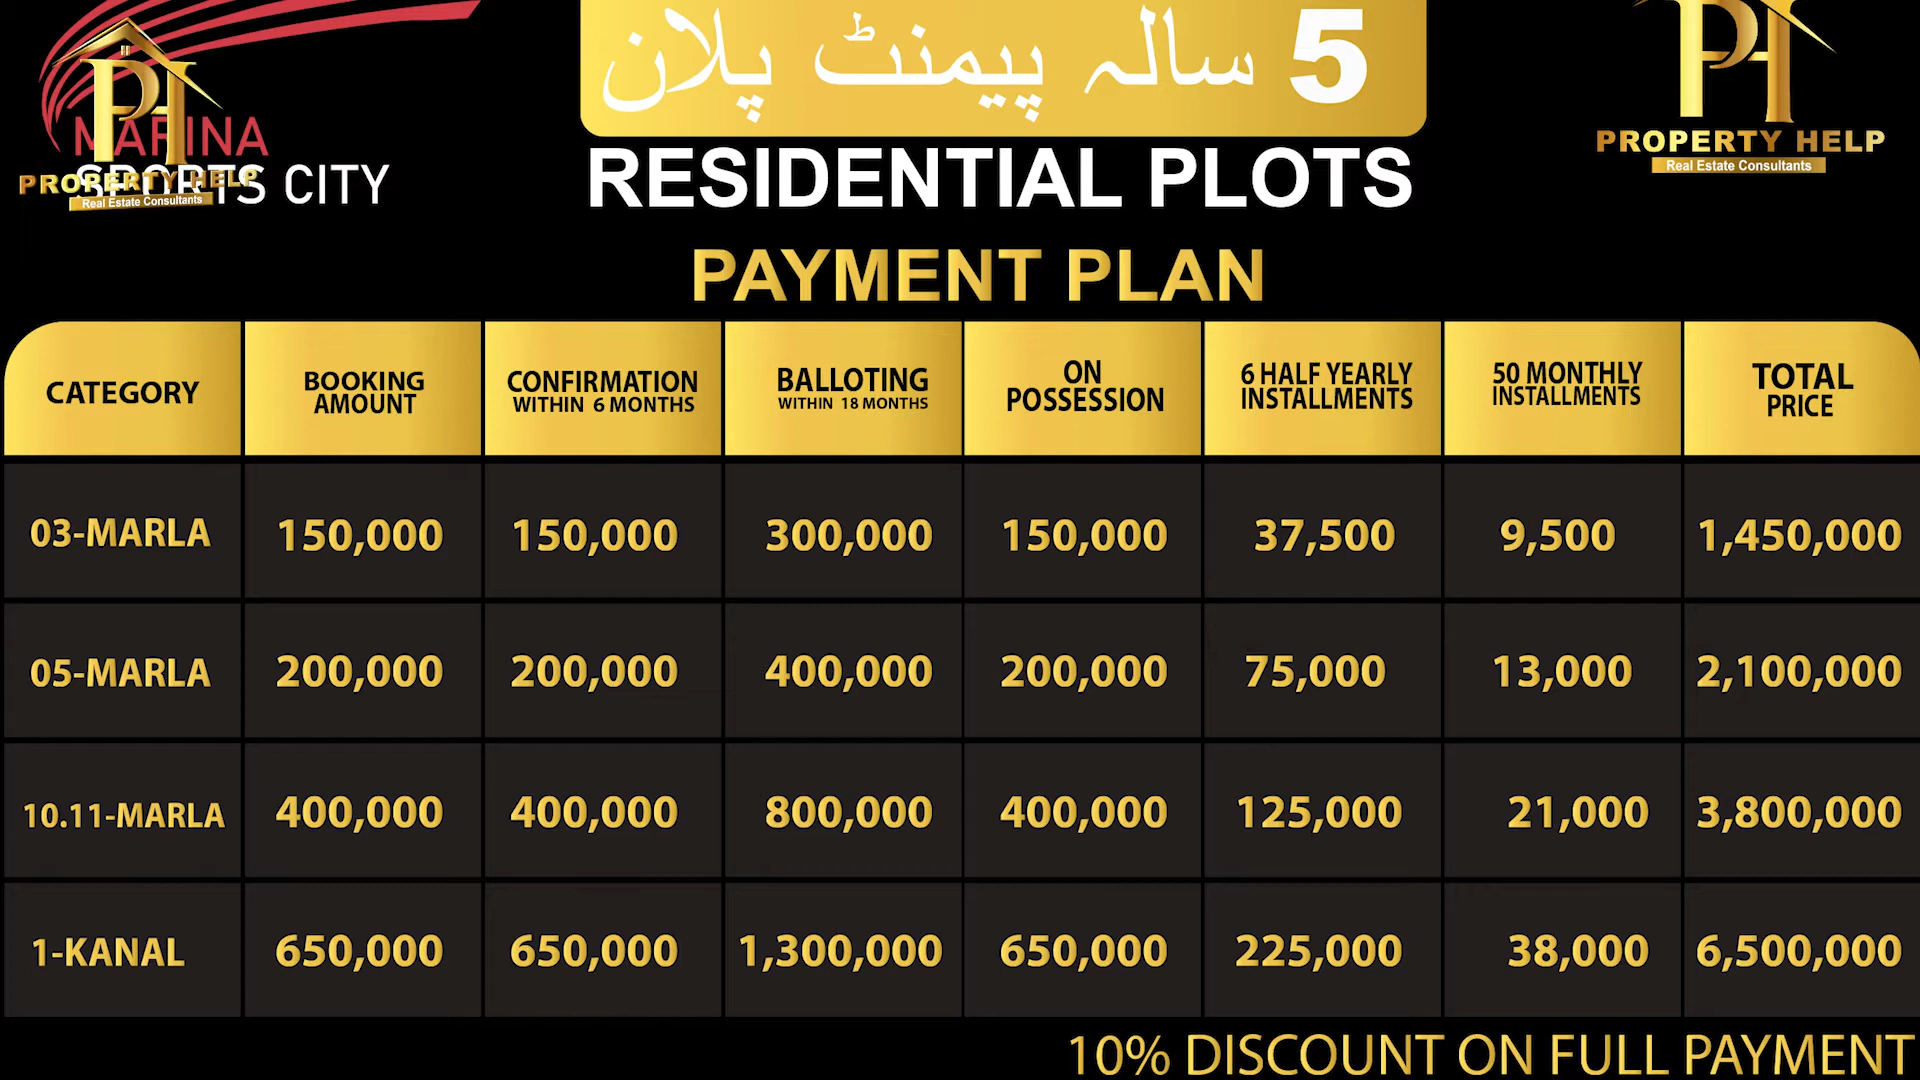 5 سالہ پیمنٹ پلان
MARINA
SPORTS CITY
PH
PROPERTY HELP
Real Estate Consultants
PH
PROPERTY HELP
Real Estate Consultants
RESIDENTIAL PLOTS
PAYMENT PLAN
CATEGORY BOOKING AMOUNT CONFIRMATION WITHIN 6 MONTHS BALLOTING WITHIN 18 MONTHS ON POSSESSION 6 HALF YEARLY INSTALLMENTS 50 MONTHLY INSTALLMENTS TOTAL PRICE
03-MARLA 150,000 150,000 300,000 150,000 37,500 9,500 1,450,000
05-MARLA 200,000 200,000 400,000 200,000 75,000 13,000 2,100,000
10.11-MARLA 400,000 400,000 800,000 400,000 125,000 21,000 3,800,000
1-KANAL 650,000 650,000 1,300,000 650,000 225,000 38,000 6,500,000
10% DISCOUNT ON FULL PAYMENT